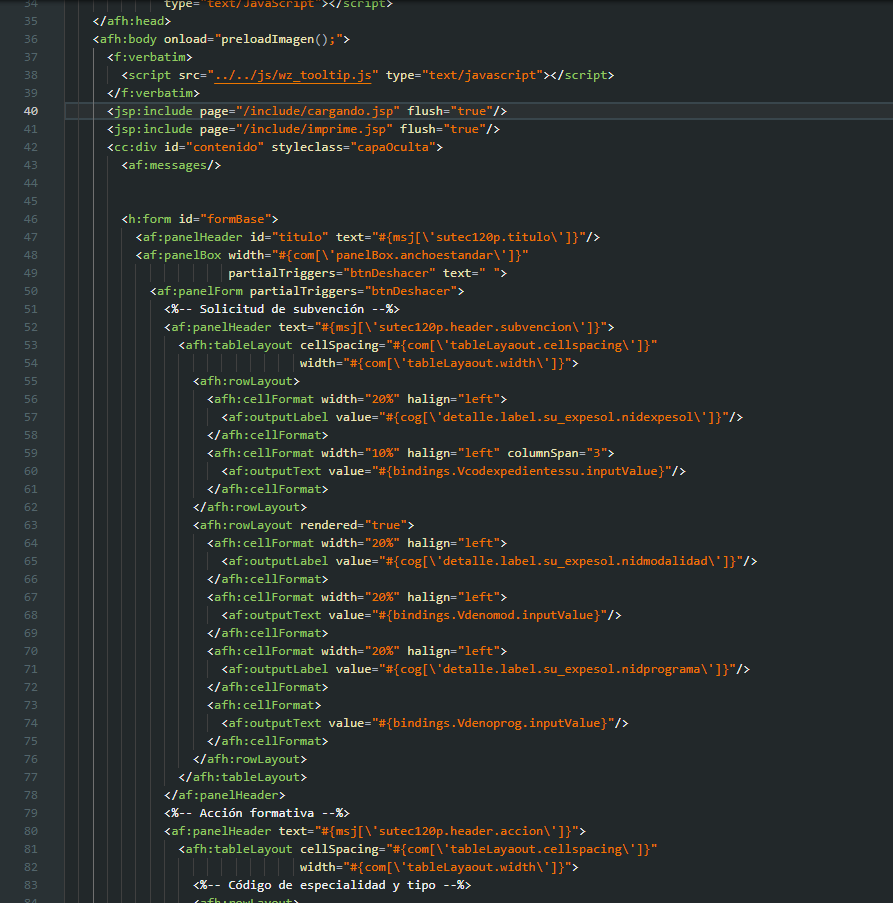 34 type="text/JavaScript"></script>
35 </afh:head>
36 <afh:body onload="preloadImagen();">
37 <f:verbatim>
38 <script src="../../js/wz_tooltip.js" type="text/javascript"></script>
39 </f:verbatim>
40 <jsp:include page="/include/cargando.jsp" flush="true"/>
41 <jsp:include page="/include/imprime.jsp" flush="true"/>
42 <cc:div id="contenido" styleclass="capaOculta">
43 <af:messages/>
44
45
46 <h:form id="formBase">
47 <af:panelHeader id="titulo" text="#{msj[\'sutec120p.titulo\']}"/>
48 <af:panelBox width="#{com[\'panelBox.anchoestandar\']}"
49 partialTriggers="btnDeshacer" text=" ">
50 <af:panelForm partialTriggers="btnDeshacer">
51 <%-- Solicitud de subvención --%>
52 <af:panelHeader text="#{msj[\'sutec120p.header.subvencion\']}">
53 <afh:tableLayout cellSpacing="#{com[\'tableLayaout.cellspacing\']}"
54 width="#{com[\'tableLayaout.width\']}">
55 <afh:rowLayout>
56 <afh:cellFormat width="20%" halign="left">
57 <af:outputLabel value="#{cog[\'detalle.label.su_expesol.nidexpesol\']}"/>
58 </afh:cellFormat>
59 <afh:cellFormat width="10%" halign="left" columnSpan="3">
60 <af:outputText value="#{bindings.Vcodexpedientessu.inputValue}"/>
61 </afh:cellFormat>
62 </afh:rowLayout>
63 <afh:rowLayout rendered="true">
64 <afh:cellFormat width="20%" halign="left">
65 <af:outputLabel value="#{cog[\'detalle.label.su_expesol.nidmodalidad\']}"/>
66 </afh:cellFormat>
67 <afh:cellFormat width="20%" halign="left">
68 <af:outputText value="#{bindings.Vdenomod.inputValue}"/>
69 </afh:cellFormat>
70 <afh:cellFormat width="20%" halign="left">
71 <af:outputLabel value="#{cog[\'detalle.label.su_expesol.nidprograma\']}"/>
72 </afh:cellFormat>
73 <afh:cellFormat>
74 <af:outputText value="#{bindings.Vdenoprog.inputValue}"/>
75 </afh:cellFormat>
76 </afh:rowLayout>
77 </afh:tableLayout>
78 </af:panelHeader>
79 <%-- Acción formativa --%>
80 <af:panelHeader text="#{msj[\'sutec120p.header.accion\']}">
81 <afh:tableLayout cellSpacing="#{com[\'tableLayaout.cellspacing\']}"
82 width="#{com[\'tableLayaout.width\']}">
83 <%-- Código de especialidad y tipo --%>
84 <afh:rowLayout>